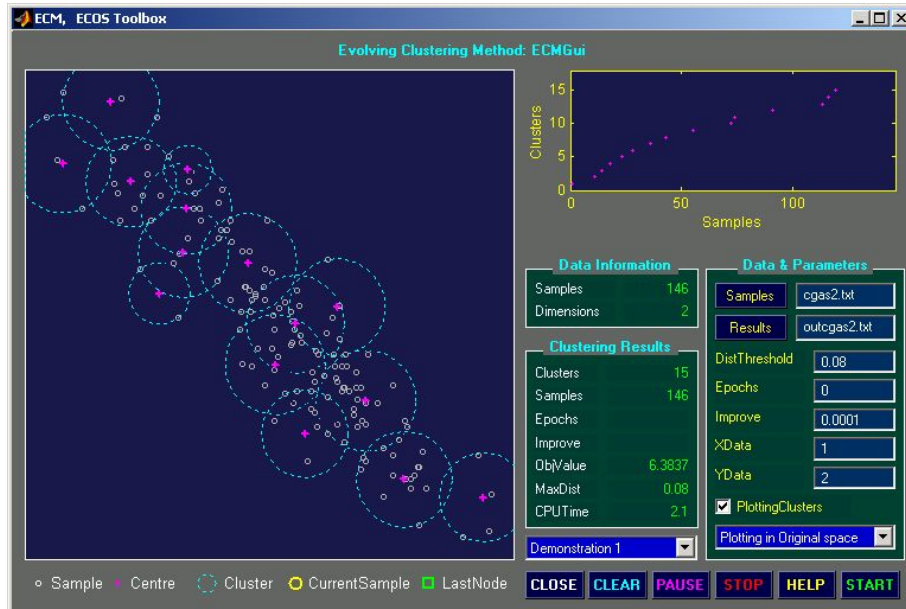 ECM, ECOS Toolbox
Evolving Clustering Method: ECMGui
Clusters
15
10
5
0
0
50
100
Samples
Data Information
Samples 146
Dimensions 2
Clustering Results
Clusters 15
Samples 146
Epochs
Improve
ObjValue 6.3837
MaxDist 0.08
CPUTime 2.1
Demonstration 1
Data & Parameters
Samples cgas2.txt
Results outcgas2.txt
DistThreshold 0.08
Epochs 0
Improve 0.0001
XData 1
YData 2
PlottingClusters
Plotting in Original space
Sample Centre Cluster CurrentSample LastNode
CLOSE CLEAR PAUSE STOP HELP START